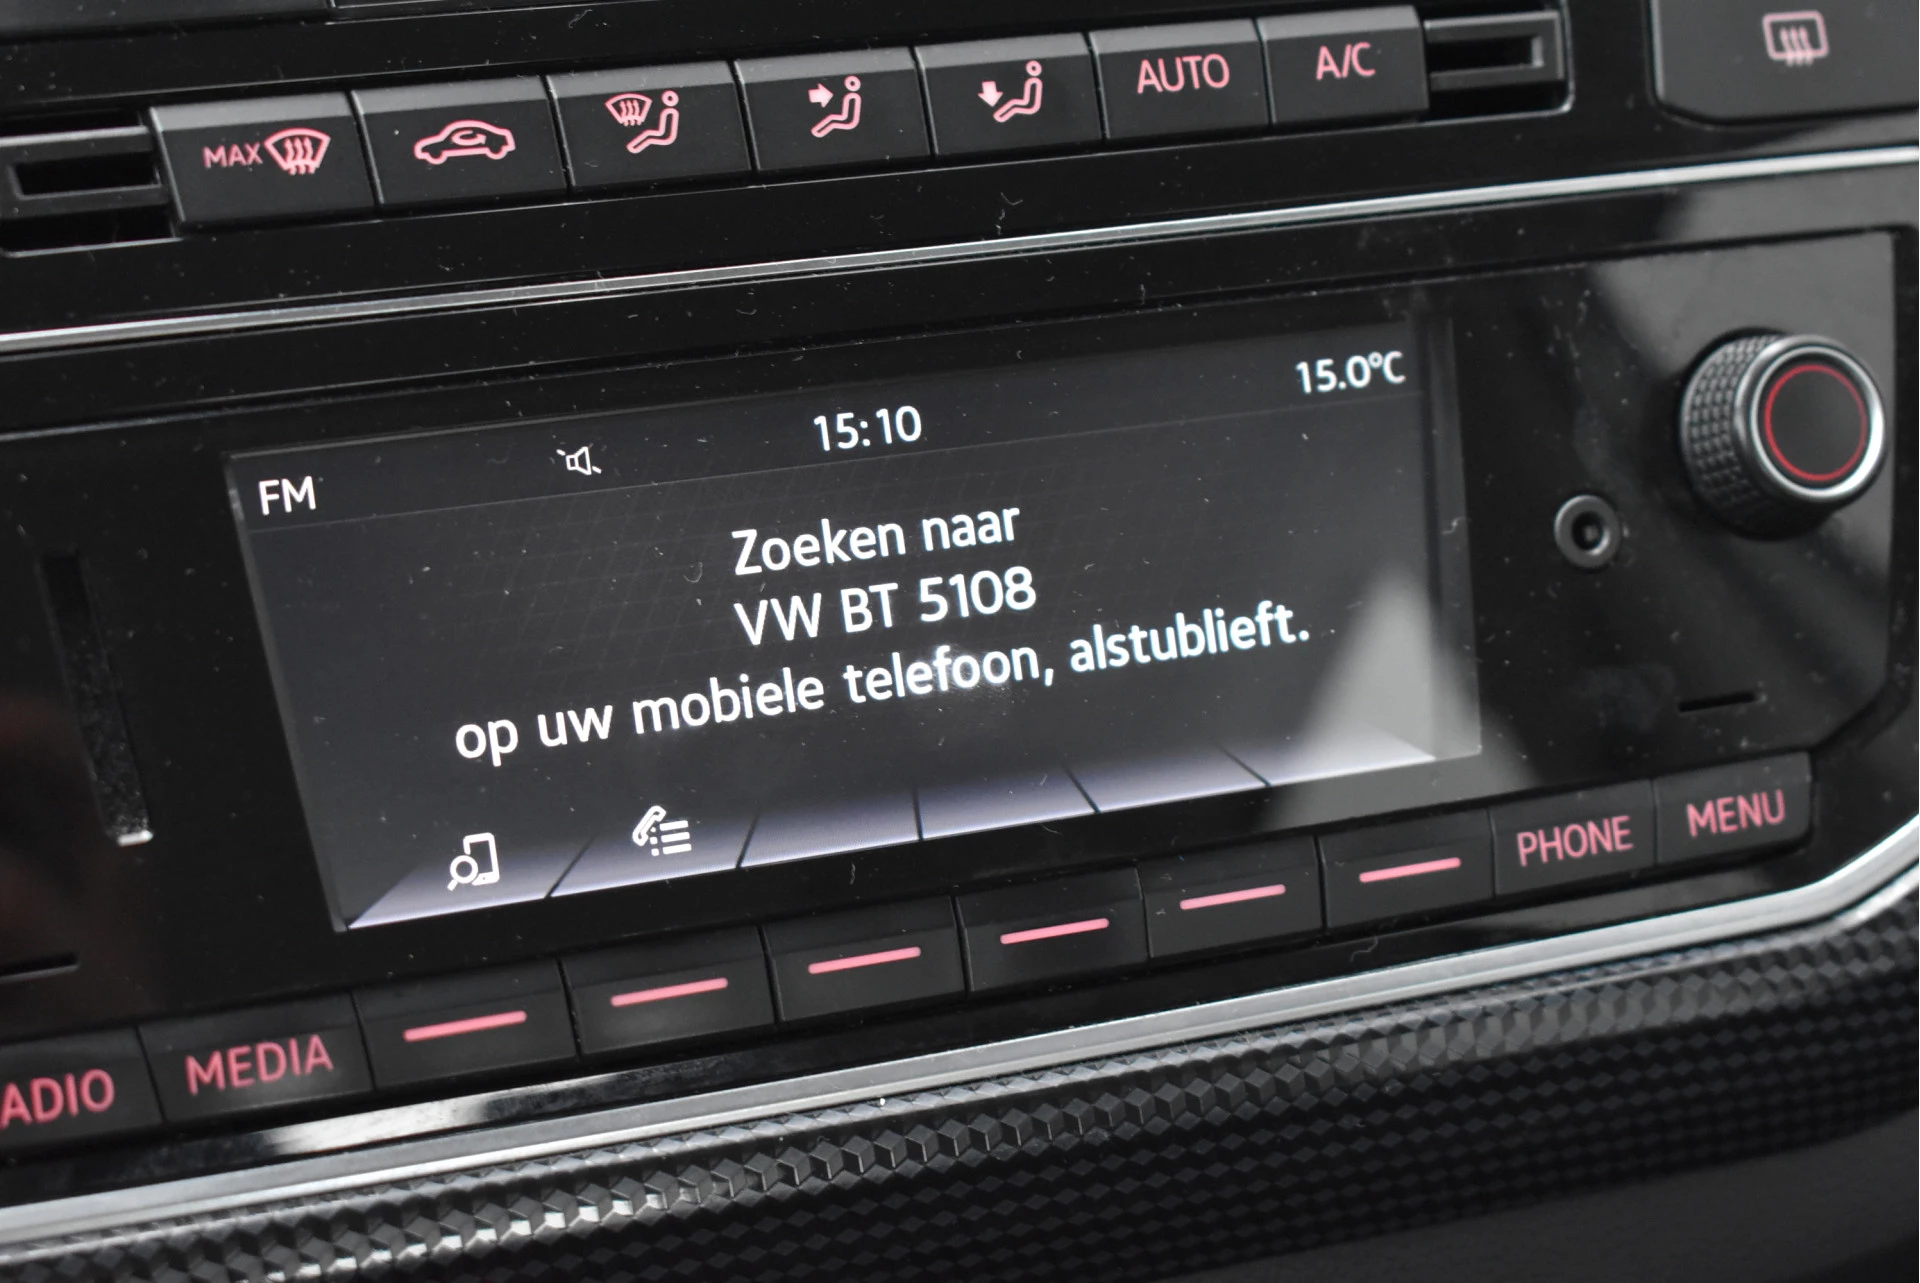 MAX
AUTO
A/C
FM
15:10
15.0°C
Zoeken naar
VW BT 5108
op uw mobiele telefoon, alstublieft.
ADIO
MEDIA
PHONE
MENU